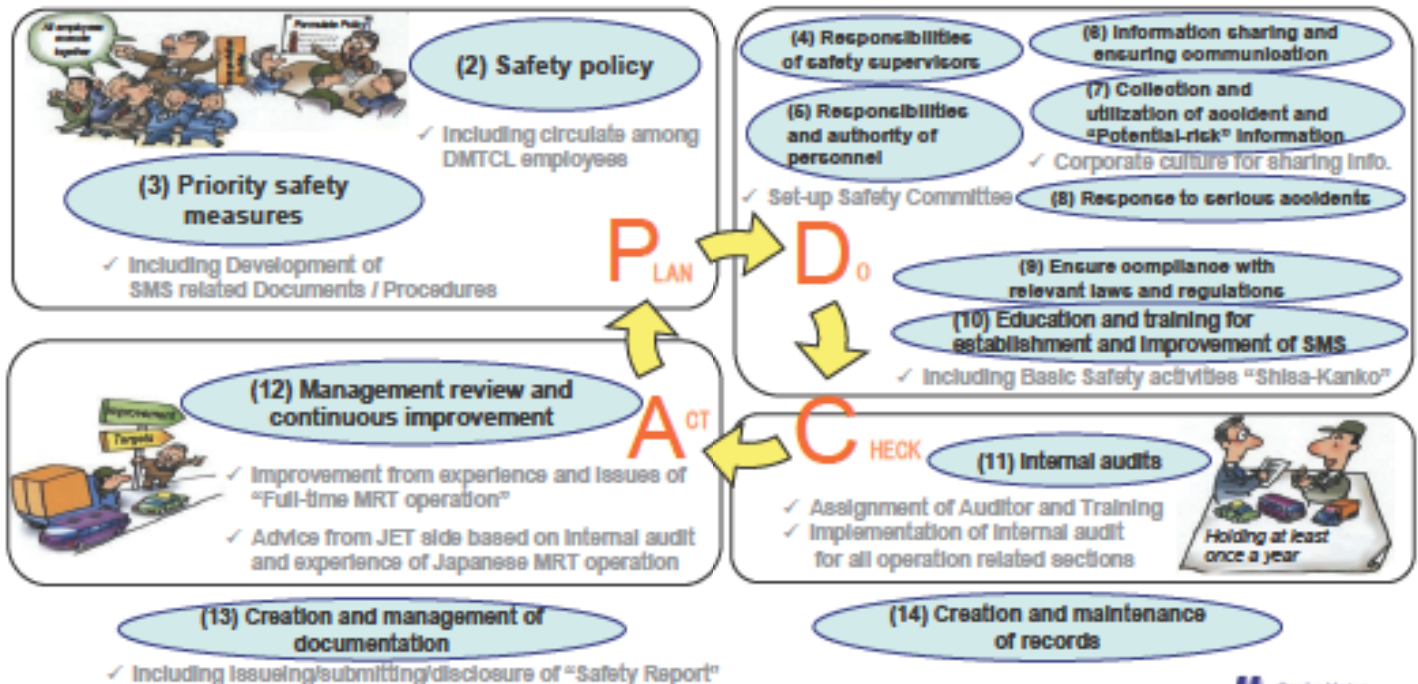 All employees
execute
together
Formulate Policy
(2) Safety policy
✓ Including circulate among
DMTCL employees
(3) Priority safety
measures
✓ Including Development of
SMS related Documents / Procedures
PLAN
(4) Responsibilities
of safety supervisors
(5) Responsibilities
and authority of
personnel
✓ Set-up Safety Committee
(6) Information sharing and
ensuring communication
(7) Collection and
utilization of accident and
"Potential-risk" information
✓ Corporate culture for sharing info.
(8) Response to serious accidents
DO
(9) Ensure compliance with
relevant laws and regulations
(10) Education and training for
establishment and improvement of SMS
✓ Including Basic Safety activities "Shisa-Kanko"
(12) Management review and
continuous improvement
ACT
Improvement
Targets
✓ Improvement from experience and issues of
"Full-time MRT operation"
✓ Advice from JET side based on internal audit
and experience of Japanese MRT operation
CHECK
(11) Internal audits
✓ Assignment of Auditor and Training
✓ Implementation of internal audit
for all operation related sections
Holding at least
once a year
(13) Creation and management of
documentation
✓ Including issueing/submitting/disclosure of "Safety Report"
(14) Creation and maintenance
of records